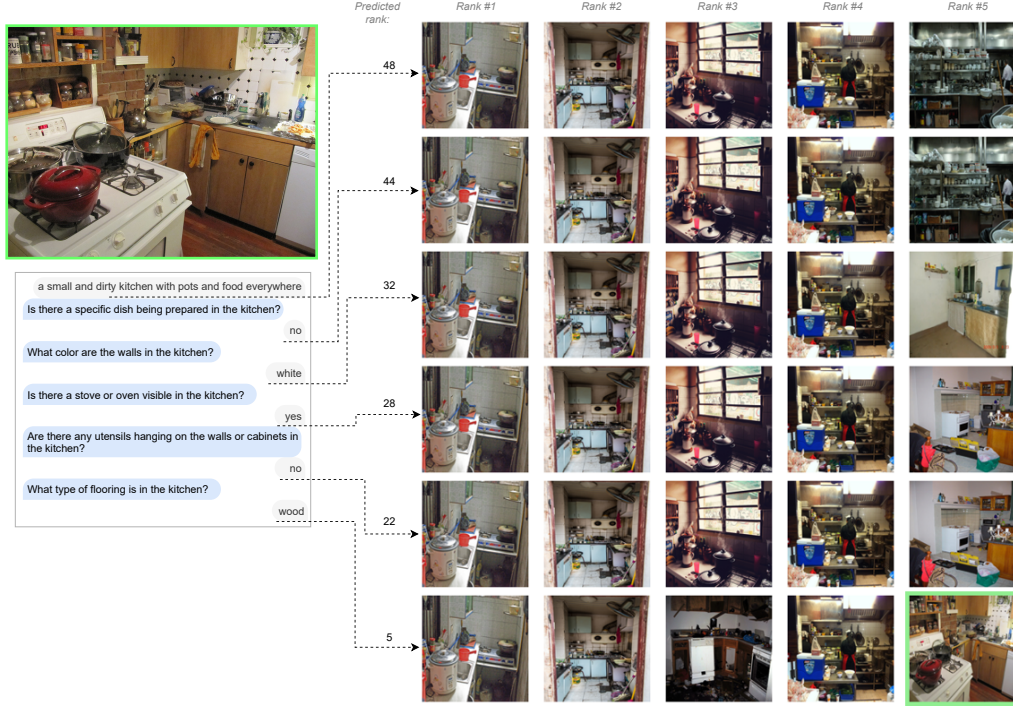 Predicted
rank:
Rank #1
Rank #2
Rank #3
Rank #4
Rank #5
48
44
32
28
22
5
a small and dirty kitchen with pots and food everywhere
Is there a specific dish being prepared in the kitchen?
no
What color are the walls in the kitchen?
white
Is there a stove or oven visible in the kitchen?
yes
Are there any utensils hanging on the walls or cabinets in
the kitchen?
no
What type of flooring is in the kitchen?
wood